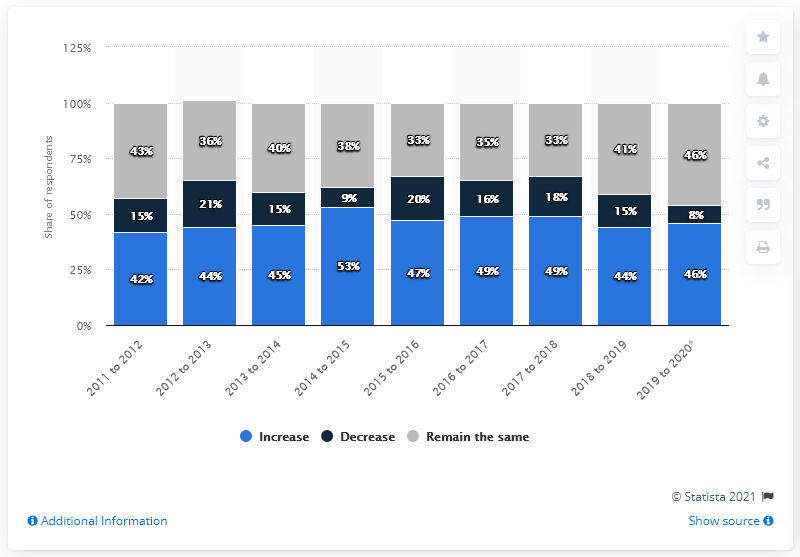 125%
100%
75%
50%
25%
0%
Share of respondents
43% 36% 40% 38% 33% 35% 33% 41% 46%
15% 21% 15% 9% 20% 16% 18% 15% 8%
42% 44% 45% 53% 47% 49% 49% 44% 46%
2011 to 2012
2012 to 2013
2013 to 2014
2014 to 2015
2015 to 2016
2016 to 2017
2017 to 2018
2018 to 2019
2019 to 2020*
Increase Decrease Remain the same
© Statista 2021
Additional Information
Show source